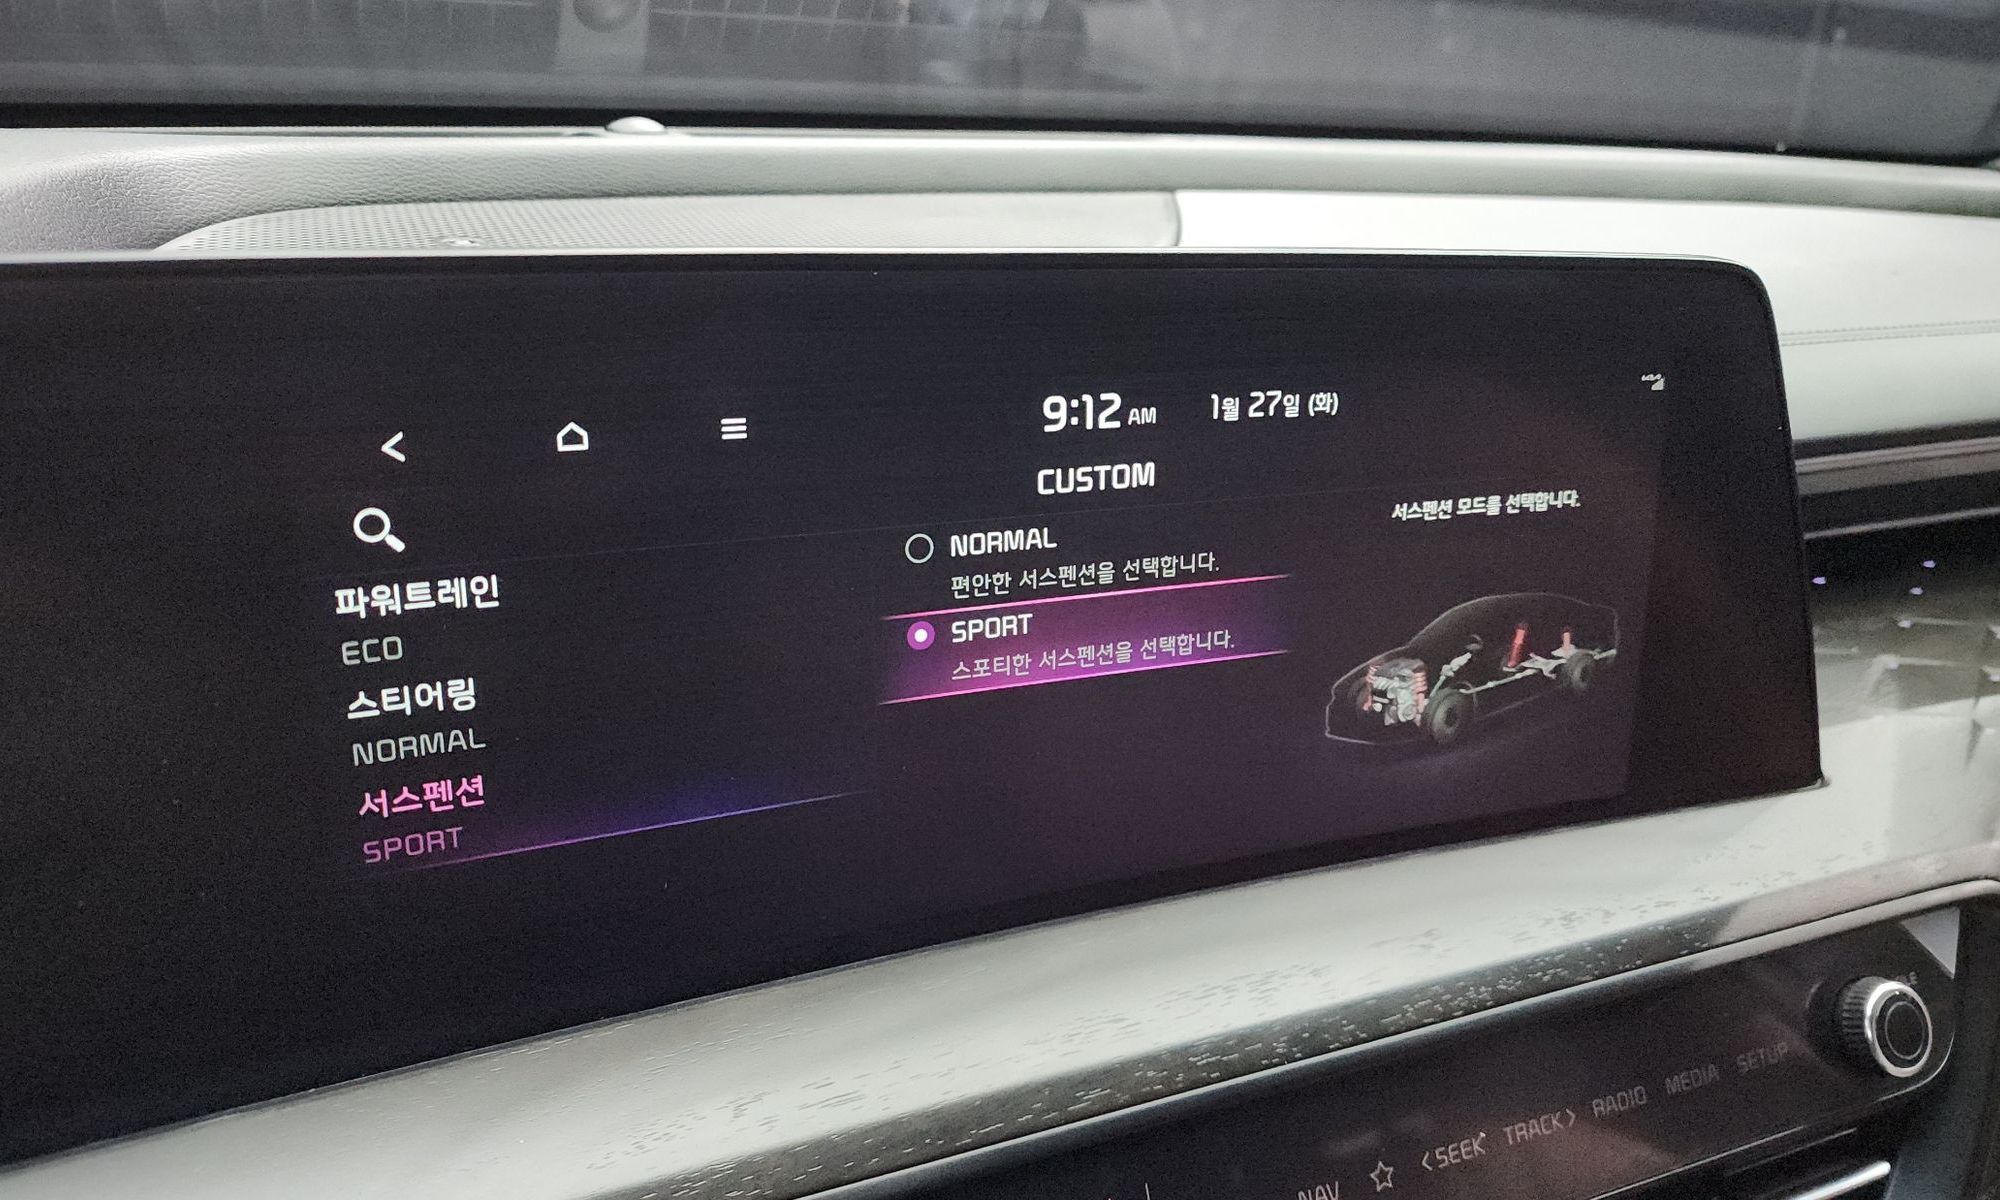 9:12 AM 1월 27일 (화)
CUSTOM
파워트레인
ECO
스티어링
NORMAL
서스펜션
SPORT
NORMAL
편안한 서스펜션을 선택합니다.
SPORT
스포티한 서스펜션을 선택합니다.
서스펜션 모드를 선택합니다.
NAV ☆ <SEEK TRACK> RADIO MEDIA SETUP